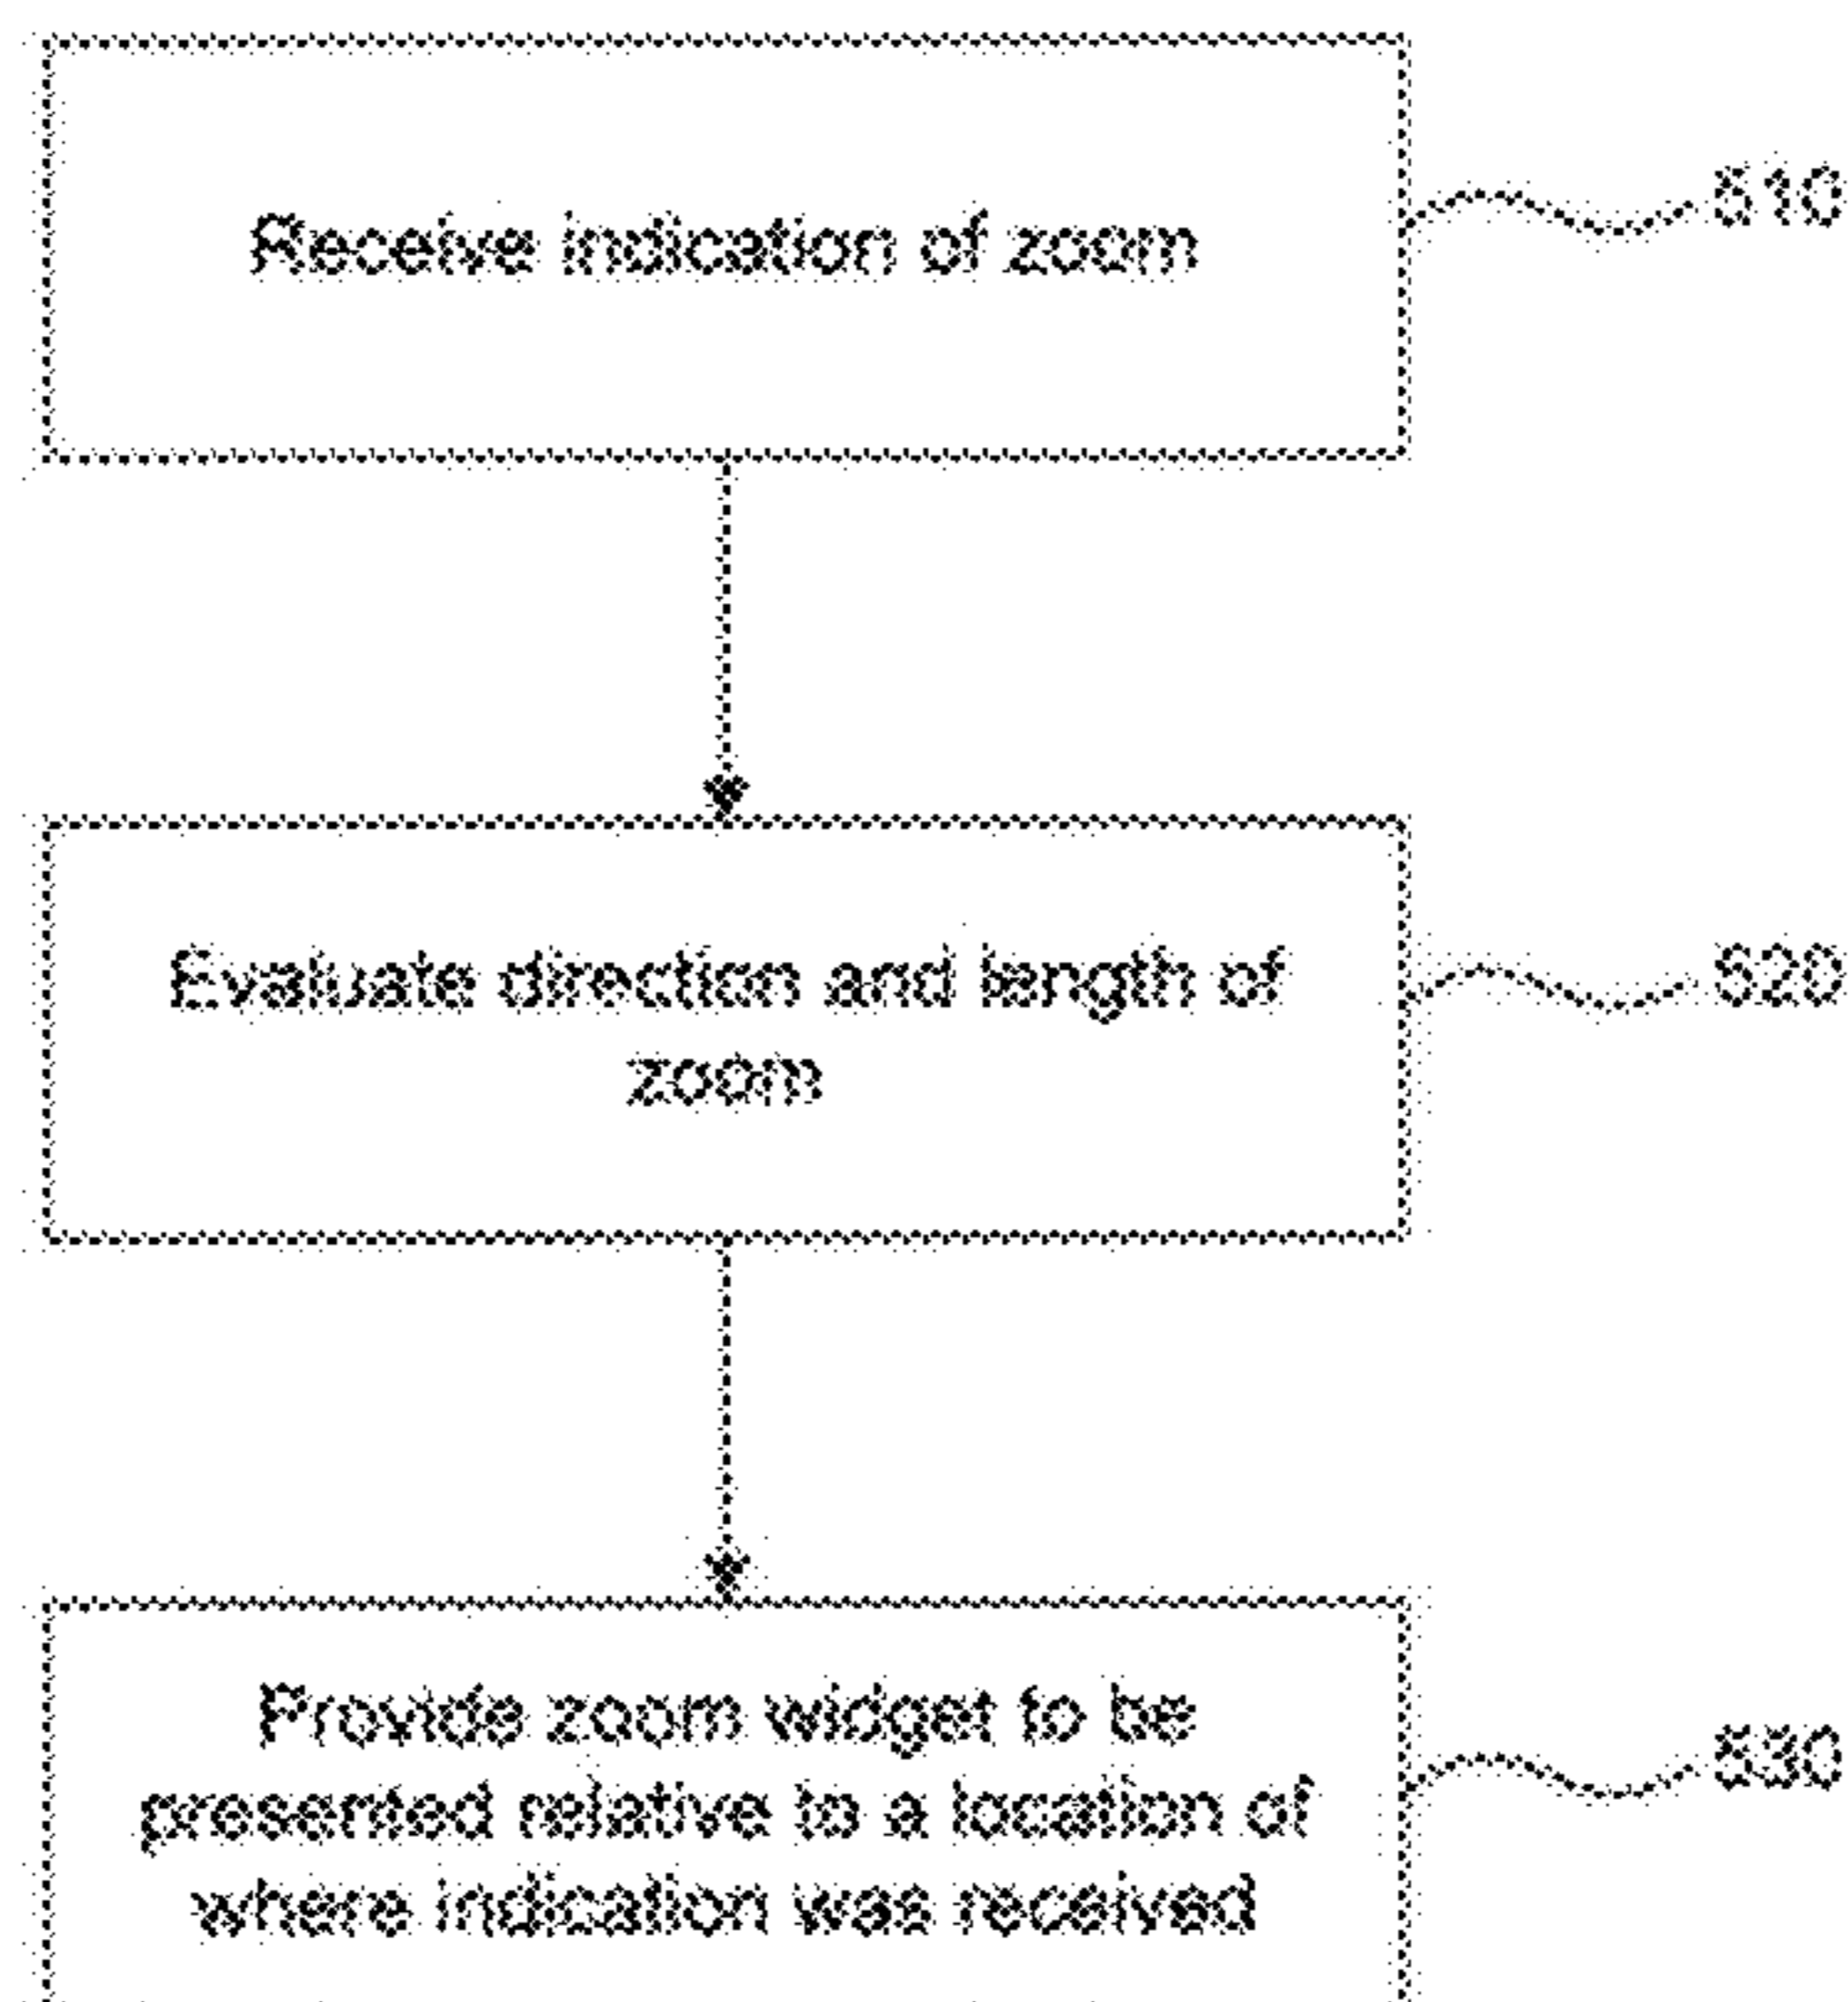 Receive indication of zoom
510
Evaluate direction and length of
zoom
520
Provide zoom widget to be
presented relative to a location of
where indication was received
530